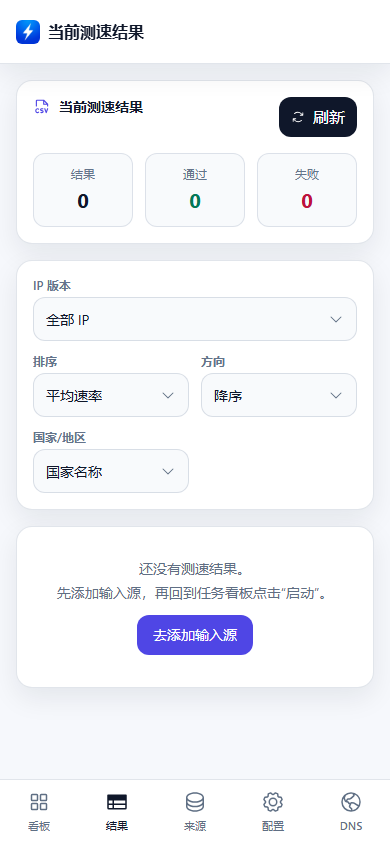 当前测速结果
CSV
当前测速结果
刷新
结果
通过
失败
0
0
0
IP 版本
全部 IP
排序
方向
平均速率
降序
国家/地区
国家名称
还没有测速结果。
先添加输入源，再回到任务看板点击“启动”。
去添加输入源
看板
结果
来源
配置
DNS